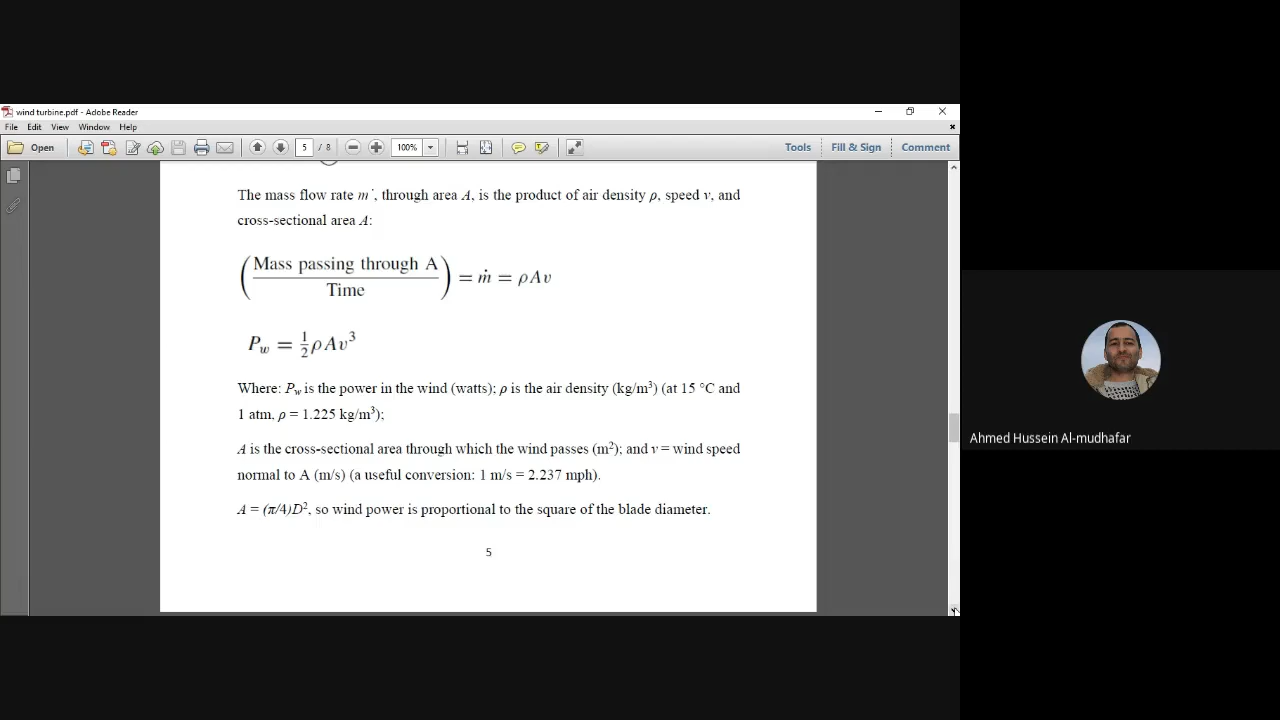 wind turbine.pdf - Adobe Reader
File Edit View Window Help
Open 5 / 8 100% Tools Fill & Sign Comment
The mass flow rate m˙, through area A, is the product of air density ρ, speed v, and
cross-sectional area A:
(Mass passing through A / Time) = ṁ = ρAv
P_w = ½ρAv³
Where: P_w is the power in the wind (watts); ρ is the air density (kg/m³) (at 15 °C and
1 atm, ρ = 1.225 kg/m³);
A is the cross-sectional area through which the wind passes (m²); and v = wind speed
normal to A (m/s) (a useful conversion: 1 m/s = 2.237 mph).
A = (π/4)D², so wind power is proportional to the square of the blade diameter.
5
Ahmed Hussein Al-mudhafar